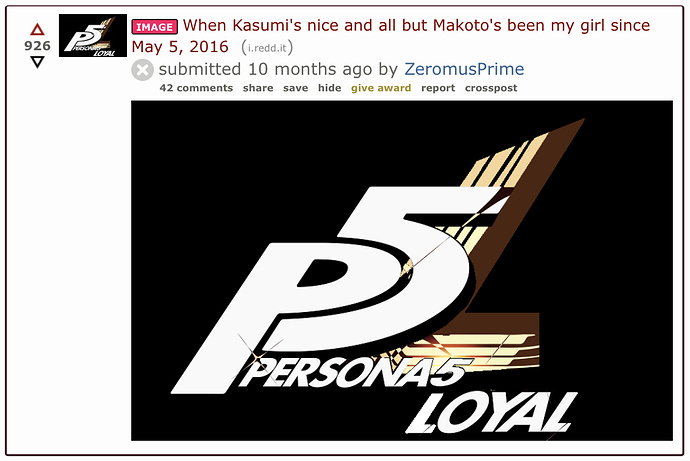 IMAGE When Kasumi's nice and all but Makoto's been my girl since
May 5, 2016 (i.redd.it)
926
submitted 10 months ago by ZeromusPrime
42 comments share save hide give award report crosspost
P5
PERSONA5
LOYAL